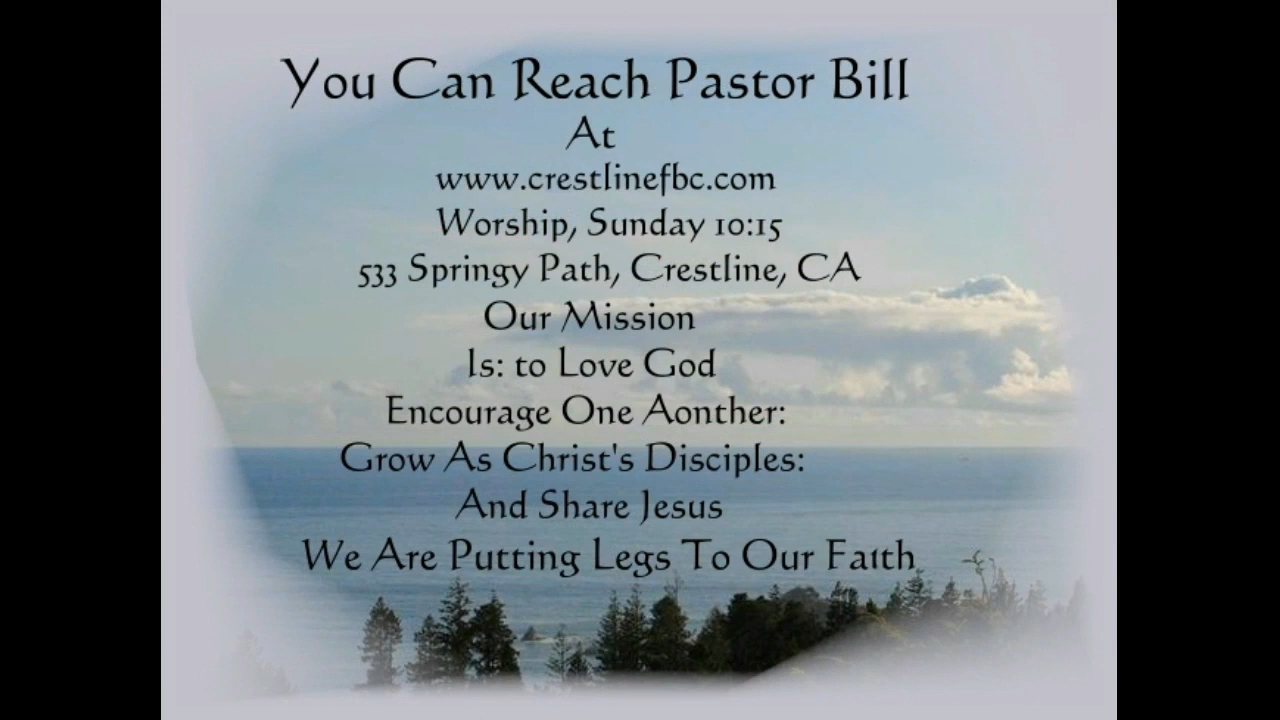 You Can Reach Pastor Bill
At
www.crestlinefbc.com
Worship, Sunday 10:15
533 Springy Path, Crestline, CA
Our Mission
Is: to Love God
Encourage One Aonther:
Grow As Christ's Disciples:
And Share Jesus
We Are Putting Legs To Our Faith